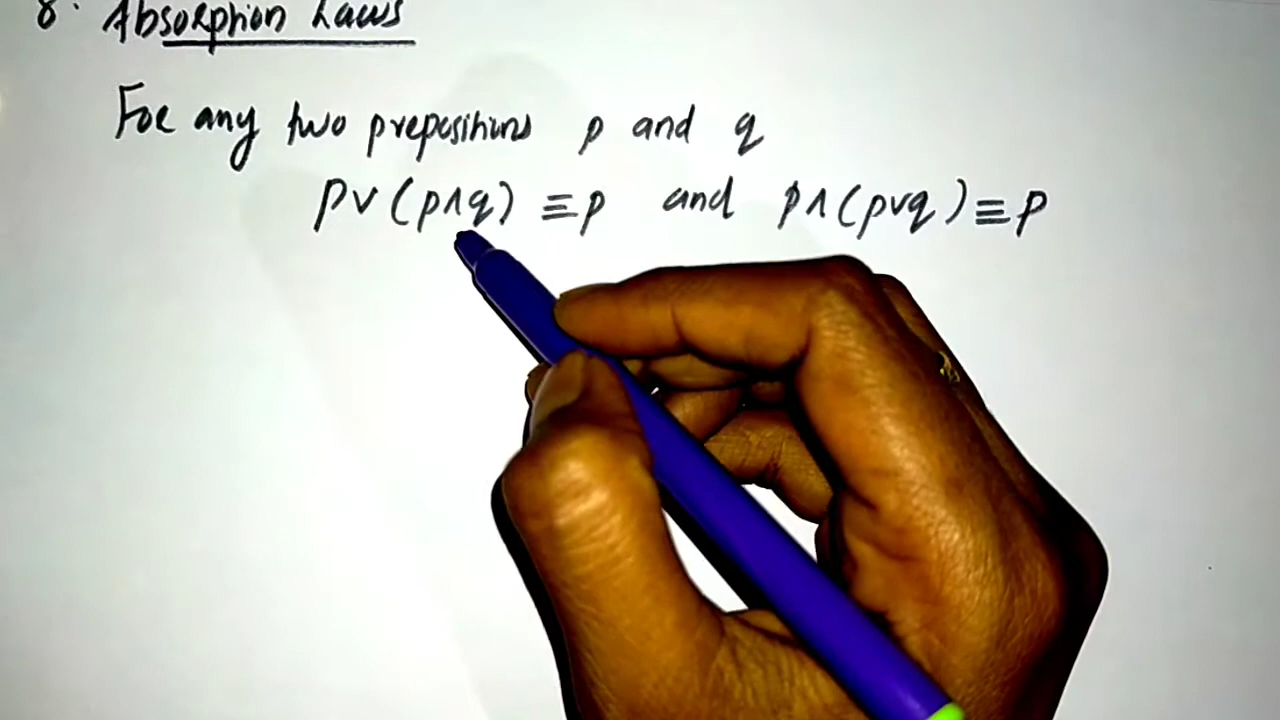 8. Absorption Laws
For any two prepositions p and q
p∨(p∧q) ≡p and p∧(p∨q)≡p